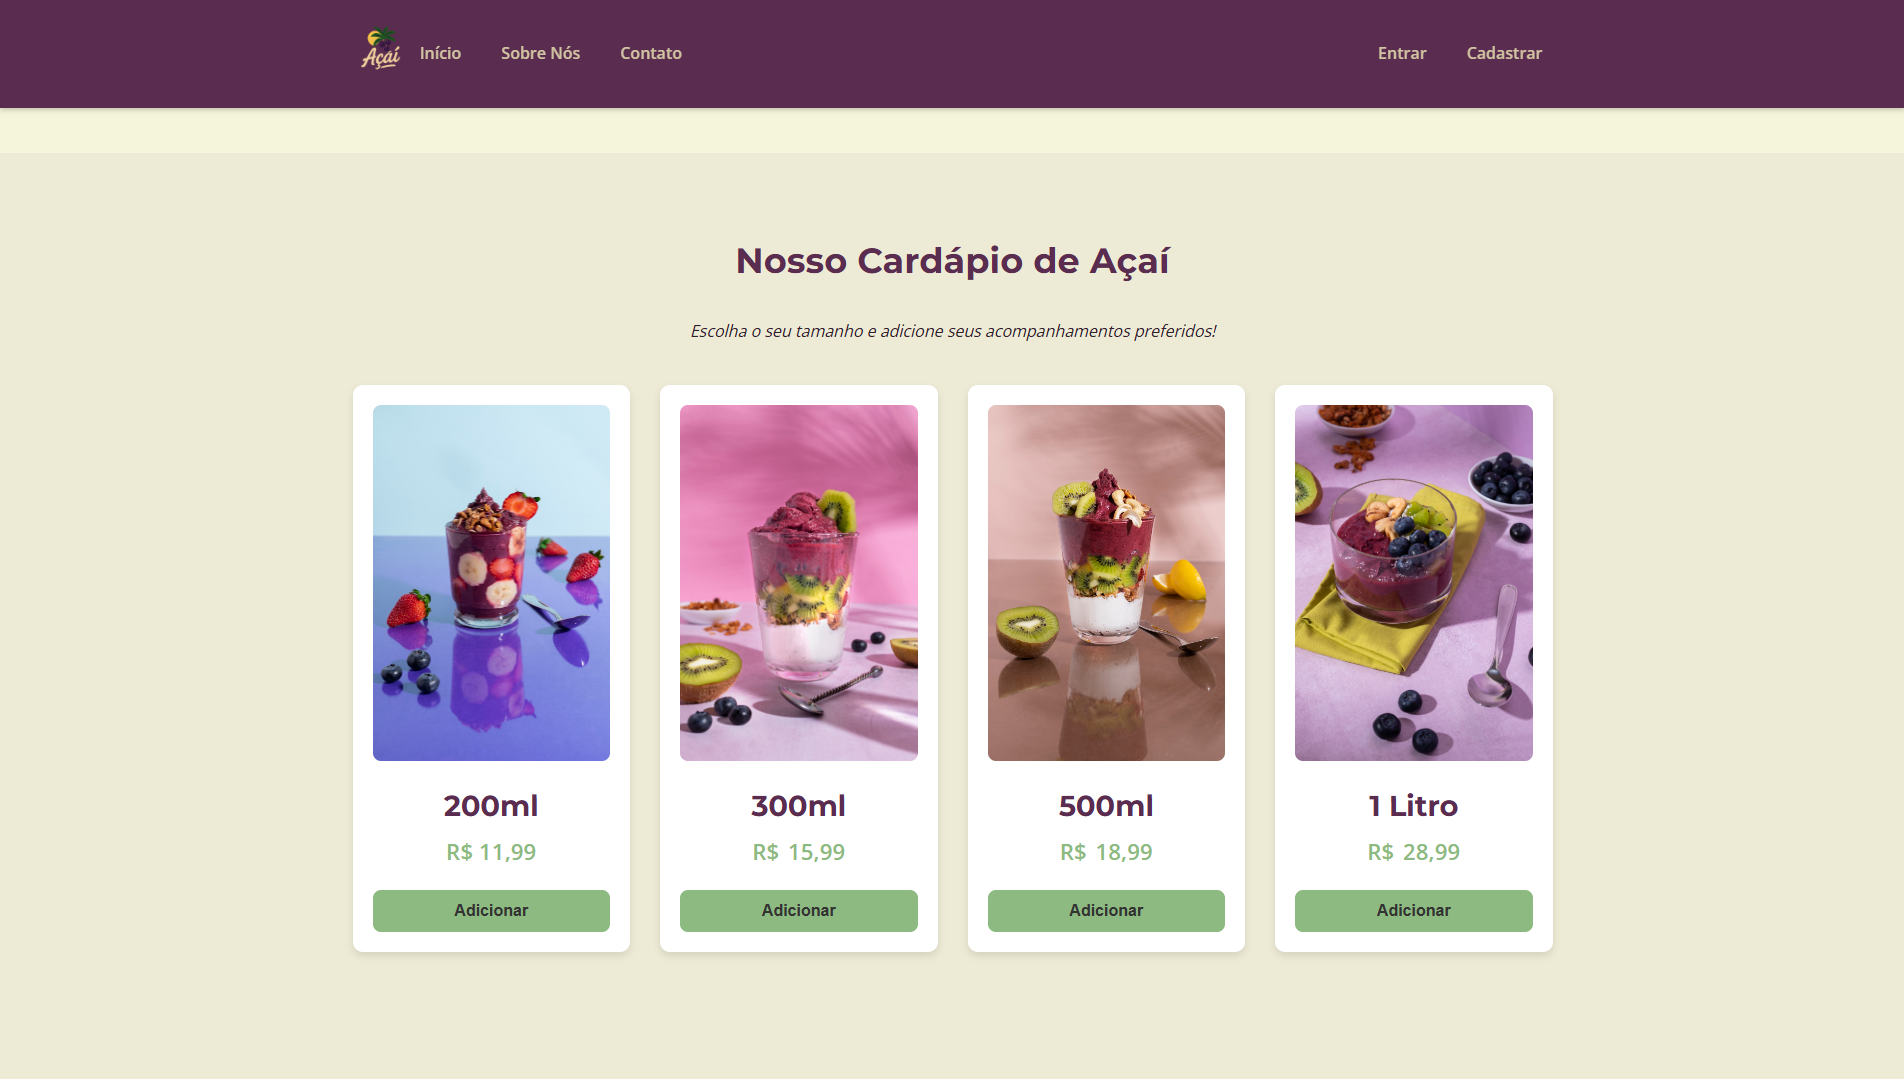 Açaí
Início
Sobre Nós
Contato
Entrar
Cadastrar
Nosso Cardápio de Açaí
Escolha o seu tamanho e adicione seus acompanhamentos preferidos!
200ml
R$ 11,99
Adicionar
300ml
R$ 15,99
Adicionar
500ml
R$ 18,99
Adicionar
1 Litro
R$ 28,99
Adicionar